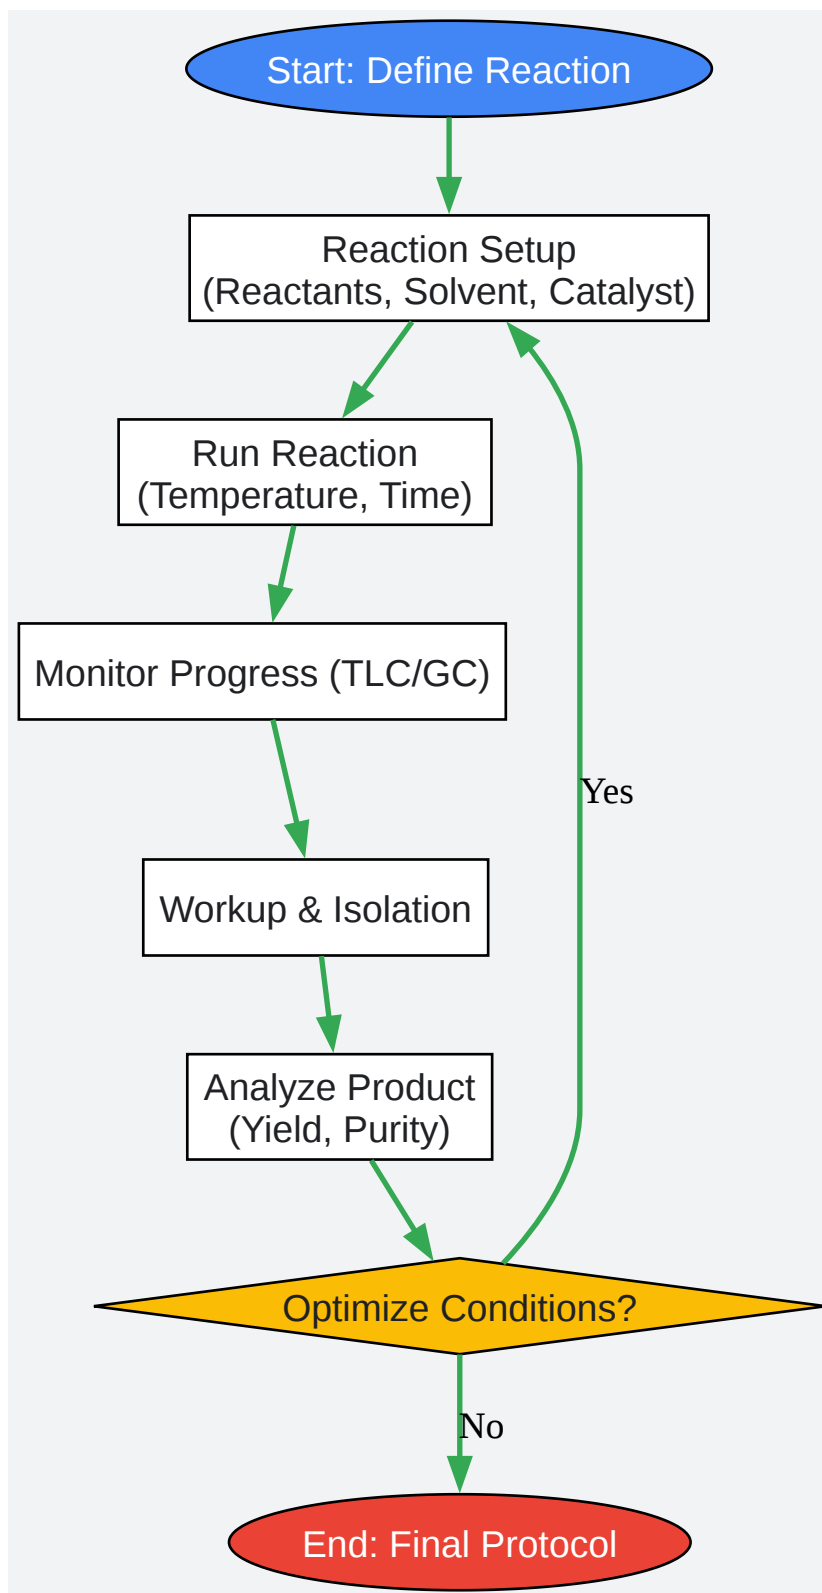 Start: Define Reaction
Reaction Setup
(Reactants, Solvent, Catalyst)
Run Reaction
(Temperature, Time)
Monitor Progress (TLC/GC)
Yes
Workup & Isolation
Analyze Product
(Yield, Purity)
Optimize Conditions?
No
End: Final Protocol